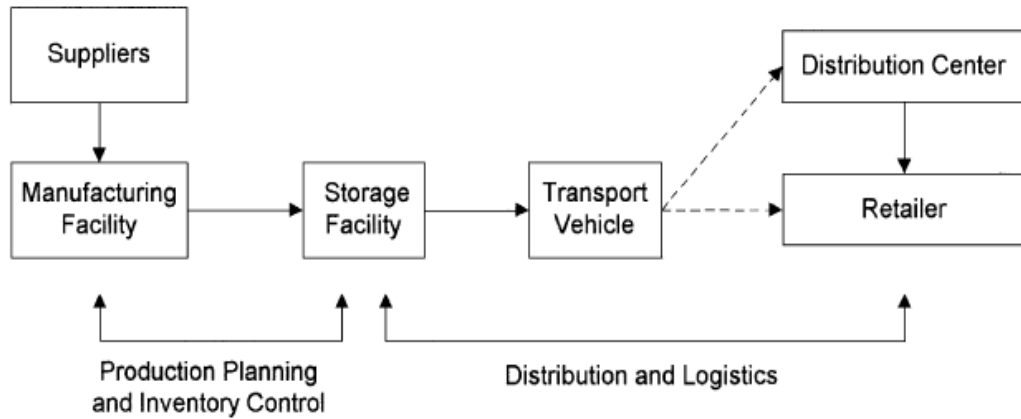 Suppliers
Distribution Center
Manufacturing
Facility
Storage
Facility
Transport
Vehicle
Retailer
Production Planning
and Inventory Control
Distribution and Logistics